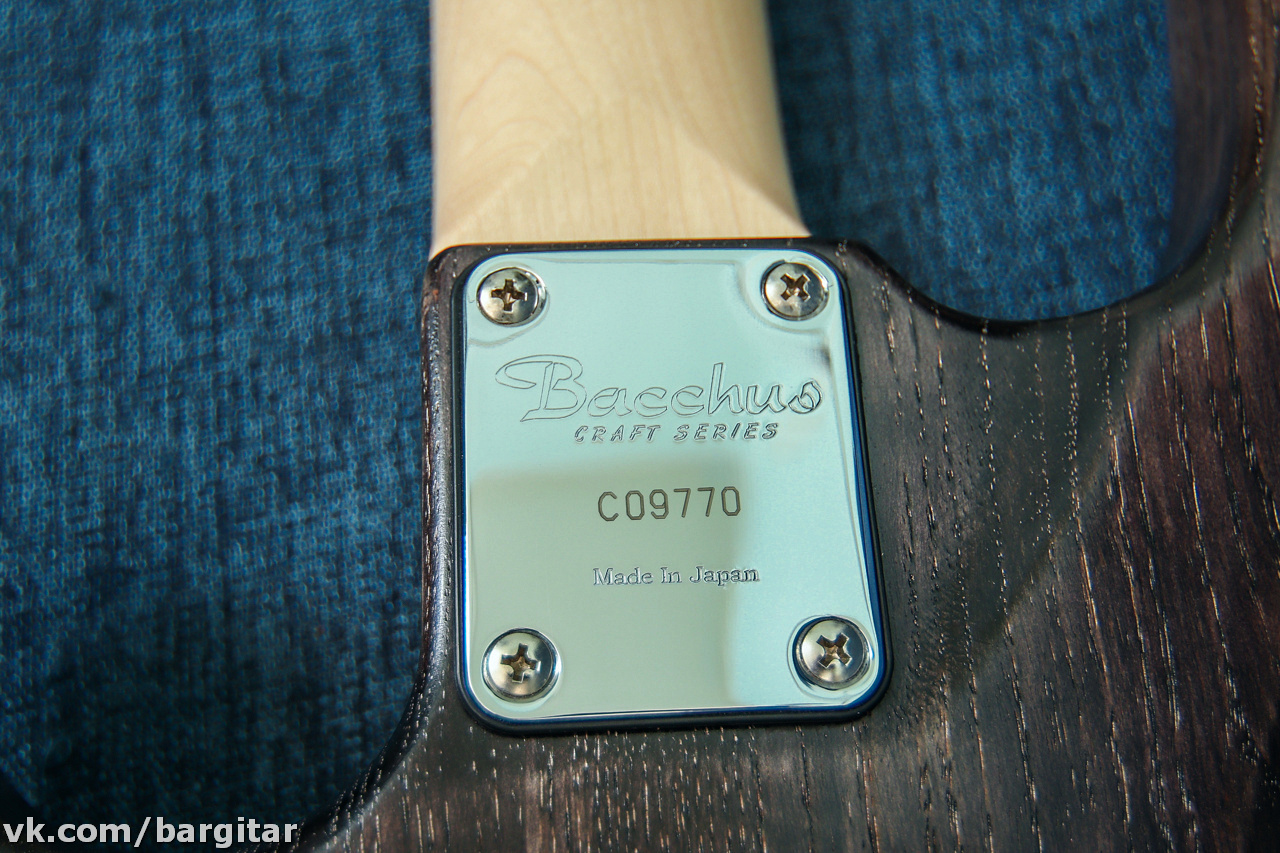 Bacchus
CRAFT SERIES
C09770
Made In Japan
vk.com/bargitar